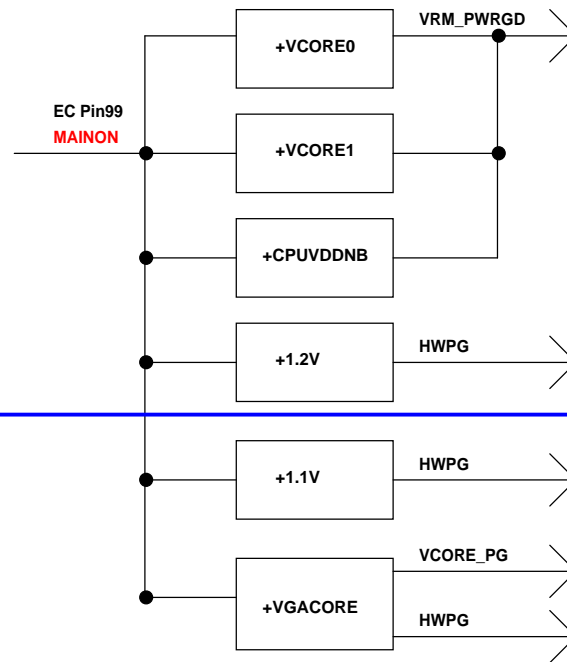 VRM_PWRGD
+VCORE0
EC Pin99
MAINON
+VCORE1
+CPUVDDNB
HWPG
+1.2V
HWPG
+1.1V
VCORE_PG
+VGACORE
HWPG